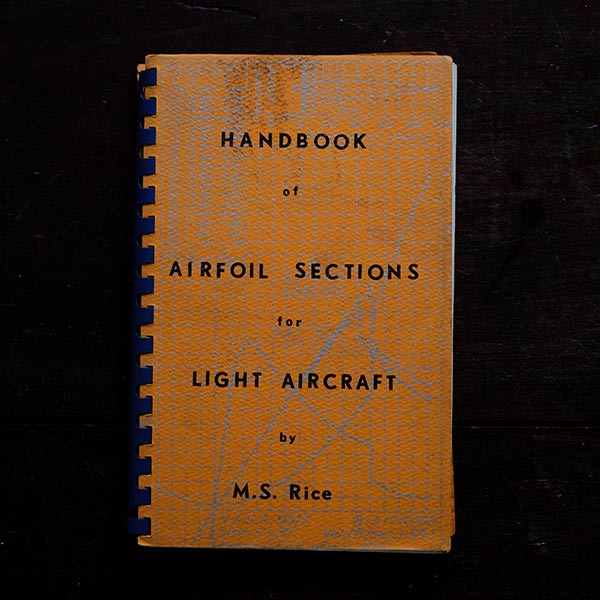 HANDBOOK
of
AIRFOIL SECTIONS
for
LIGHT AIRCRAFT
by
M.S. Rice